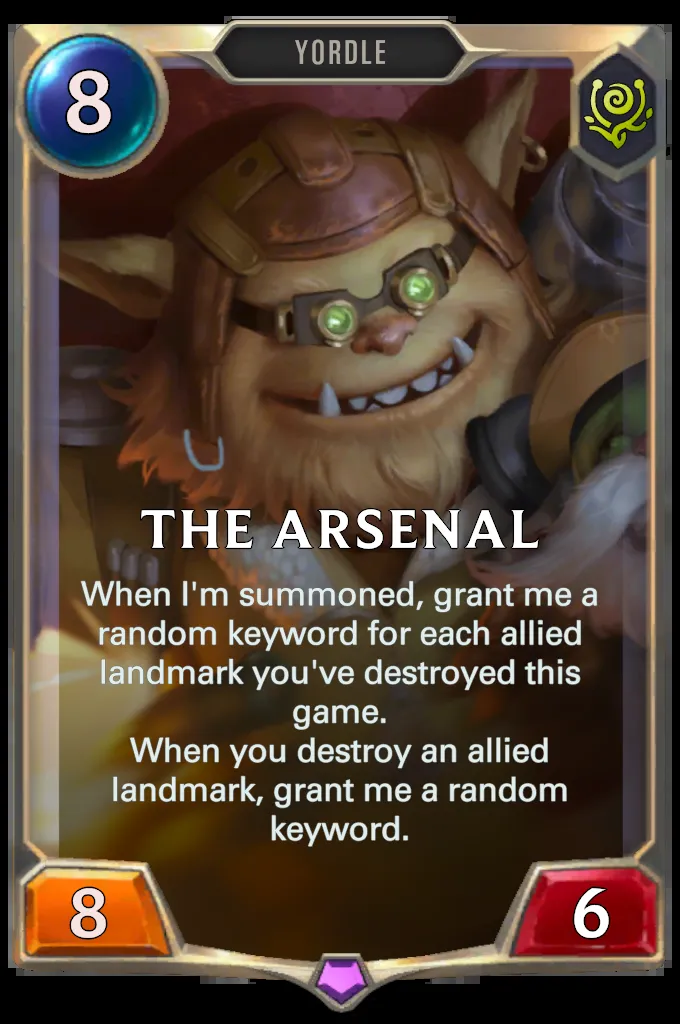 YORDLE
8
THE ARSENAL
When I'm summoned, grant me a
random keyword for each allied
landmark you've destroyed this
game.
When you destroy an allied
landmark, grant me a random
keyword.
8
6